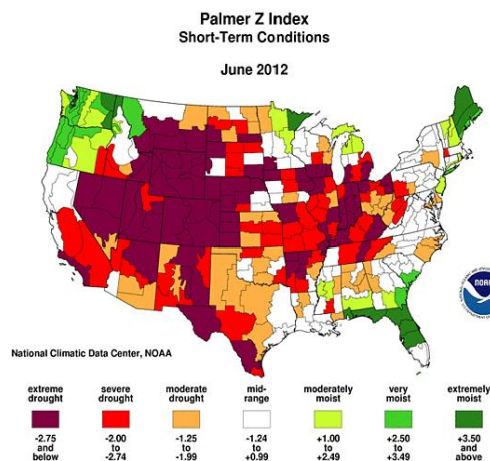 Palmer Z Index
Short-Term Conditions
June 2012
National Climatic Data Center, NOAA
extreme drought
severe drought
moderate drought
mid-range
moderately moist
very moist
extremely moist
-2.75 and below
-2.00 to -2.74
-1.25 to -1.99
-1.24 to +0.99
+1.00 to +2.49
+2.50 to +3.49
+3.50 and above